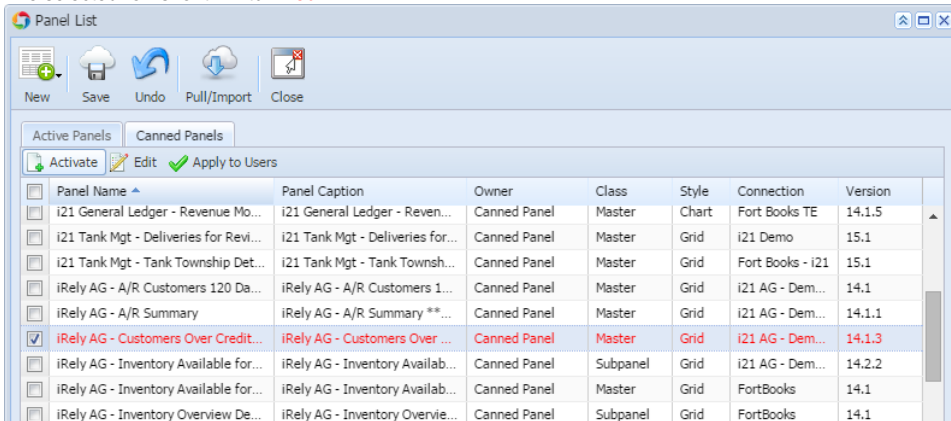 Panel List
New Save Undo Pull/Import Close
Active Panels Canned Panels
Activate Edit Apply to Users
Panel Name Panel Caption Owner Class Style Connection Version
i21 General Ledger - Revenue Mo... i21 General Ledger - Reven... Canned Panel Master Chart Fort Books TE 14.1.5
i21 Tank Mgt - Deliveries for Revi... i21 Tank Mgt - Deliveries for... Canned Panel Master Grid i21 Demo 15.1
i21 Tank Mgt - Tank Township Det... i21 Tank Mgt - Tank Townsh... Canned Panel Master Grid Fort Books - i21 15.1
iRely AG - A/R Customers 120 Da... iRely AG - A/R Customers 1... Canned Panel Master Grid i21 AG - Dem... 14.1
iRely AG - A/R Summary iRely AG - A/R Summary **... Canned Panel Master Grid i21 AG - Dem... 14.1.1
iRely AG - Customers Over Credit... iRely AG - Customers Over ... Canned Panel Master Grid i21 AG - Dem... 14.1.3
iRely AG - Inventory Available for... iRely AG - Inventory Availab... Canned Panel Subpanel Grid i21 AG - Dem... 14.2.2
iRely AG - Inventory Available for... iRely AG - Inventory Availab... Canned Panel Master Grid FortBooks 14.1
iRely AG - Inventory Overview De... iRely AG - Inventory Overvie... Canned Panel Subpanel Grid FortBooks 14.1